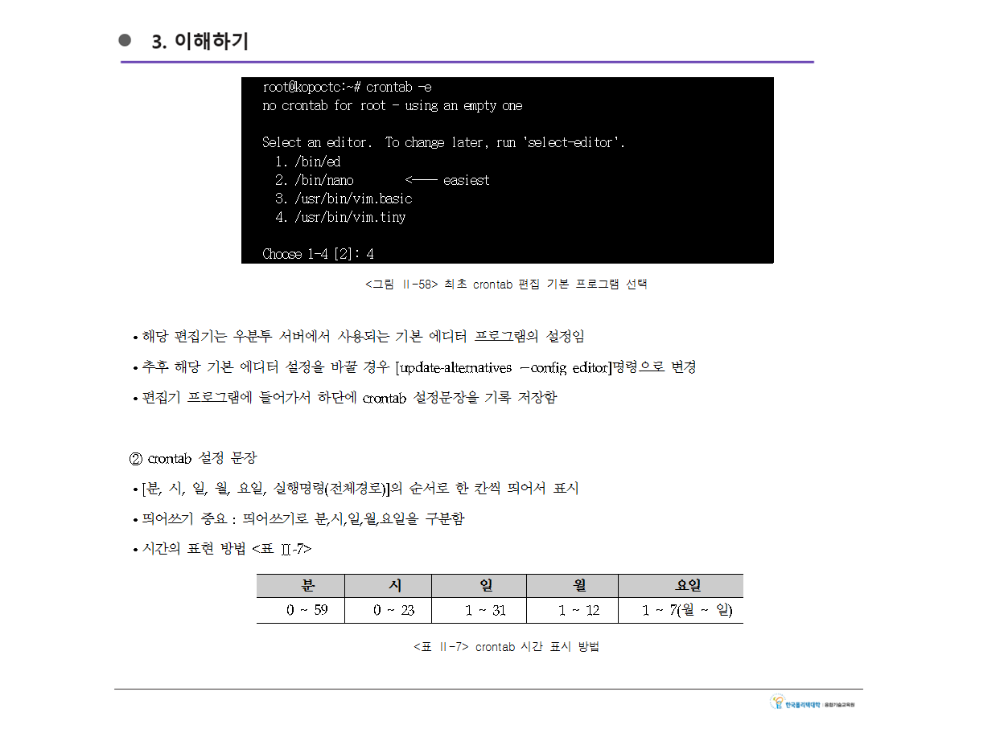 ● 3. 이해하기
root@kopoctc:~# crontab -e
no crontab for root - using an empty one
Select an editor.  To change later, run 'select-editor'.
1. /bin/ed
2. /bin/nano        <---- easiest
3. /usr/bin/vim.basic
4. /usr/bin/vim.tiny
Choose 1-4 [2]: 4
<그림 Ⅱ-58> 최초 crontab 편집 기본 프로그램 선택
• 해당 편집기는 우분투 서버에서 사용되는 기본 에디터 프로그램의 설정임
• 추후 해당 기본 에디터 설정을 바꿀 경우 [update-alternatives –config editor]명령으로 변경
• 편집기 프로그램에 들어가서 하단에 crontab 설정문장을 기록 저장함
② crontab 설정 문장
• [분, 시, 일, 월, 요일, 실행명령(전체경로)]의 순서로 한 칸씩 띄어서 표시
• 띄어쓰기 중요 : 띄어쓰기로 분,시,일,월,요일을 구분함
• 시간의 표현 방법 <표 Ⅱ-7>
분 시 일 월 요일
0 ~ 59 0 ~ 23 1 ~ 31 1 ~ 12 1 ~ 7(월 ~ 일)
<표 Ⅱ-7> crontab 시간 표시 방법
한국폴리텍대학 | 융합기술교육원